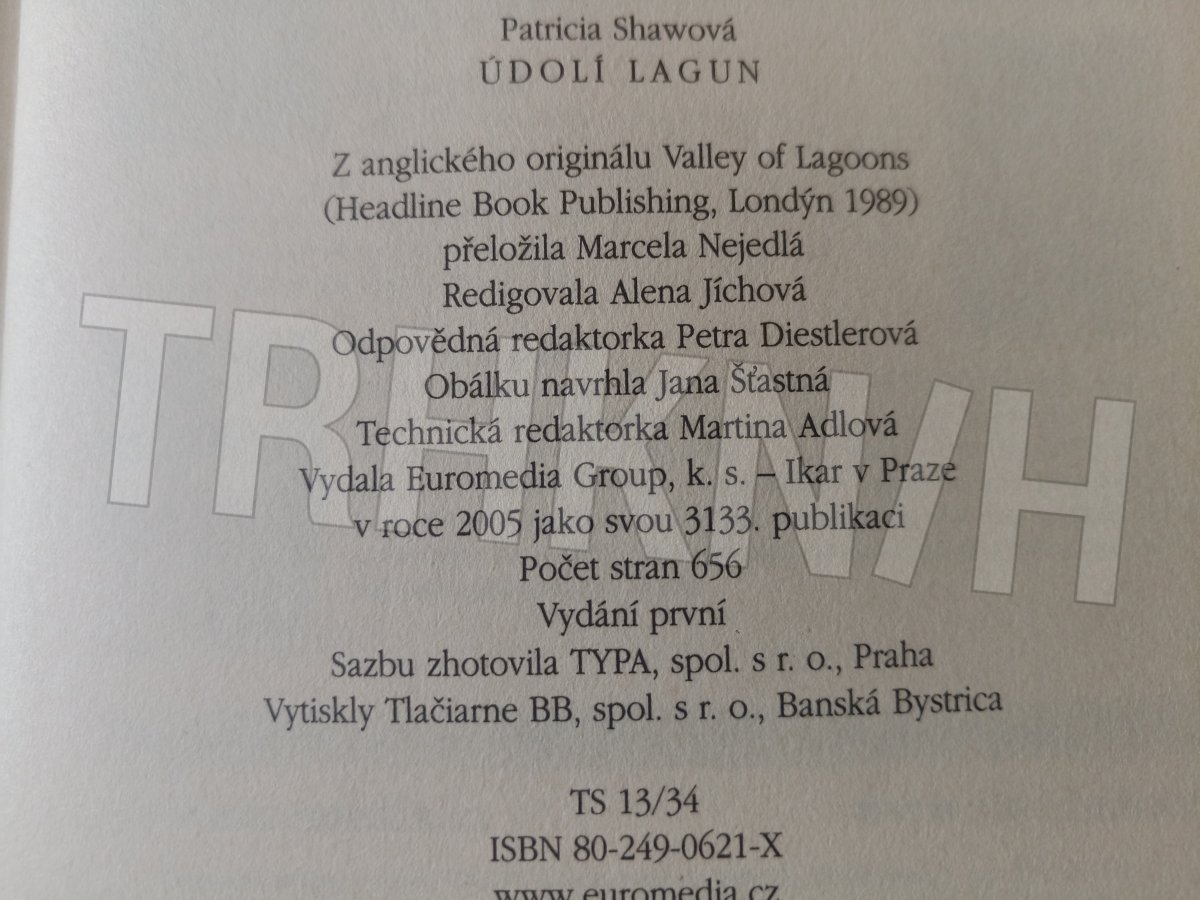 Patricia Shawová
ÚDOLÍ LAGUN
Z anglického originálu Valley of Lagoons
(Headline Book Publishing, Londýn 1989)
přeložila Marcela Nejedlá
Redigovala Alena Jíchová
Odpovědná redaktorka Petra Diestlerová
Obálku navrhla Jana Šťastná
Technická redaktorka Martina Adlová
Vydala Euromedia Group, k. s. – Ikar v Praze
v roce 2005 jako svou 3133. publikaci
Počet stran 656
Vydání první
Sazbu zhotovila TYPA, spol. s r. o., Praha
Vytiskly Tlačiarne BB, spol. s r. o., Banská Bystrica
TS 13/34
ISBN 80-249-0621-X
www.euromedia.cz